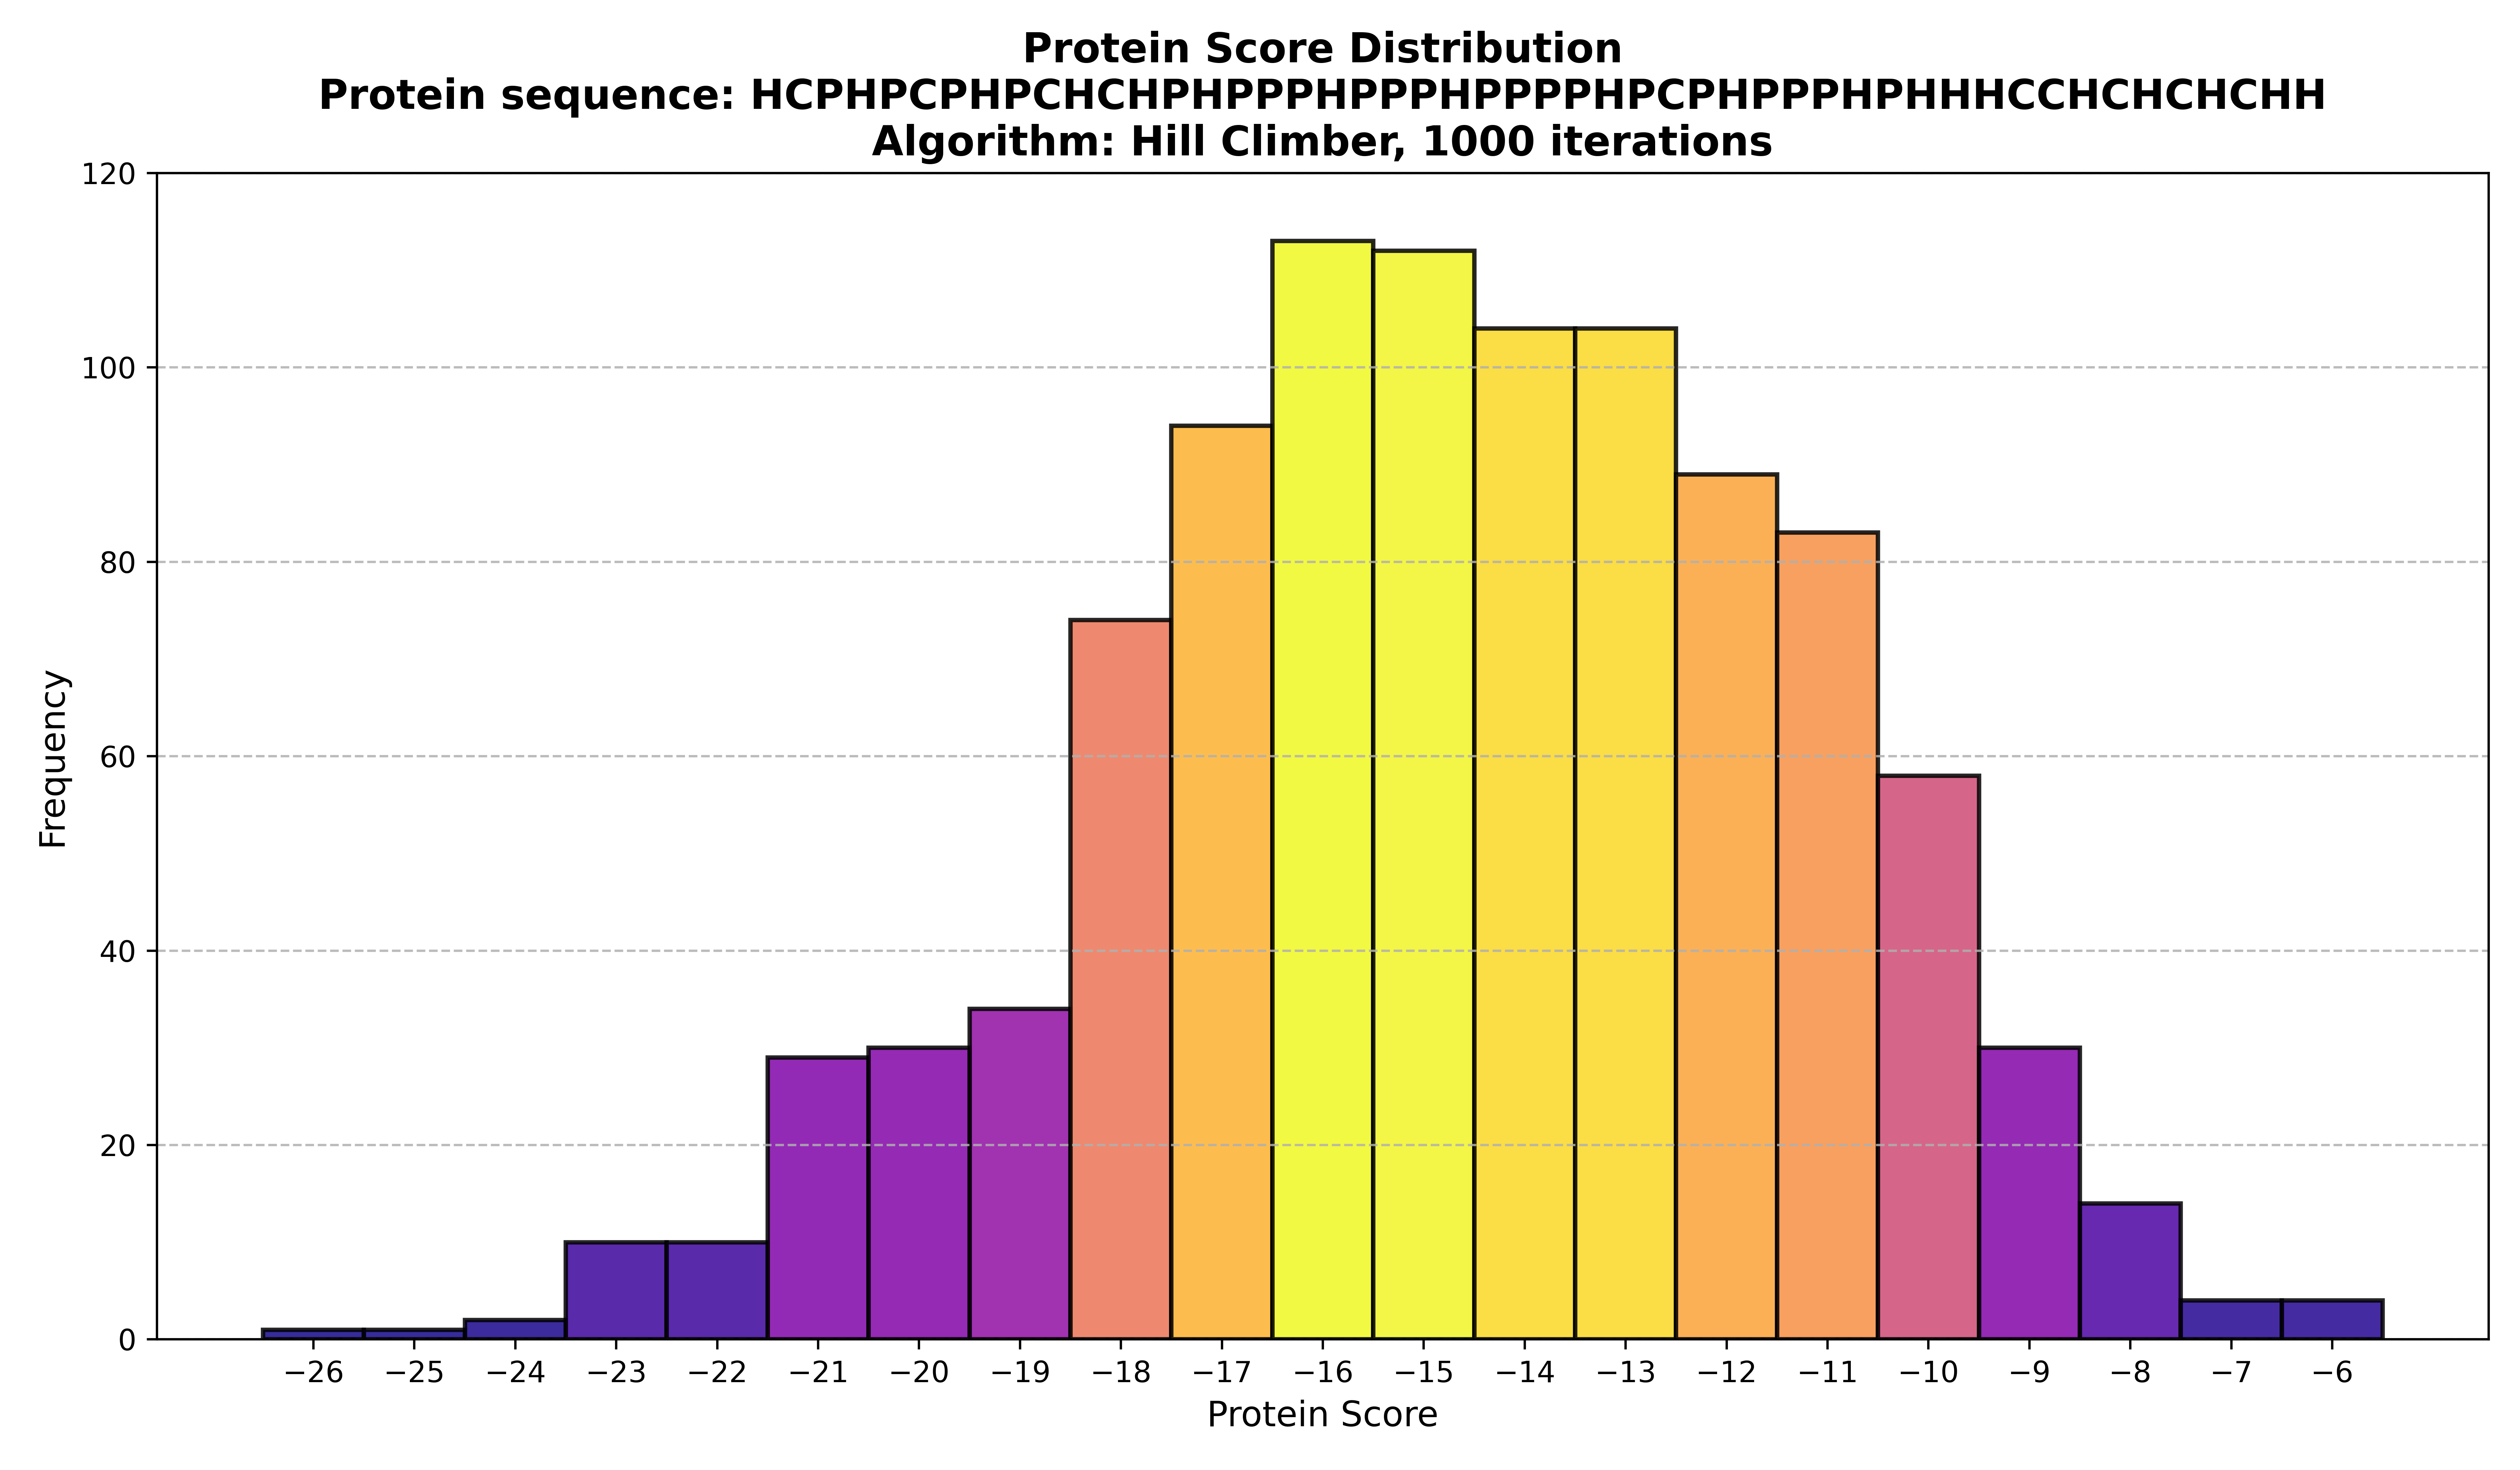 Protein Score Distribution
Protein sequence: HCPHPCPHPCHCHPHPPPHPPPHPPPPHPCPHPPPHPHHHCCHCHCHCHH
Algorithm: Hill Climber, 1000 iterations
120
100
80
60
40
20
0
Frequency
−26 −25 −24 −23 −22 −21 −20 −19 −18 −17 −16 −15 −14 −13 −12 −11 −10 −9 −8 −7 −6
Protein Score